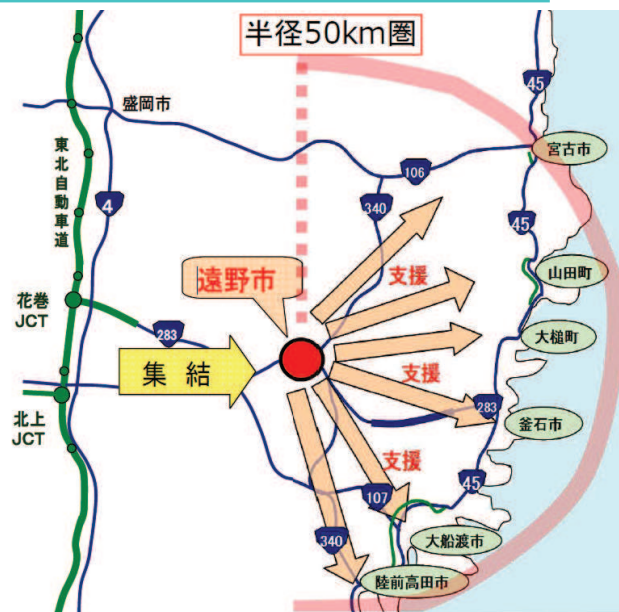 半径50km圏
45
盛岡市
宮古市
106
東北自動車道
4
340
45
遠野市
支援
山田町
花巻
JCT
283
大槌町
集結
支援
北上
JCT
283
釜石市
支援
45
107
340
大船渡市
陸前高田市